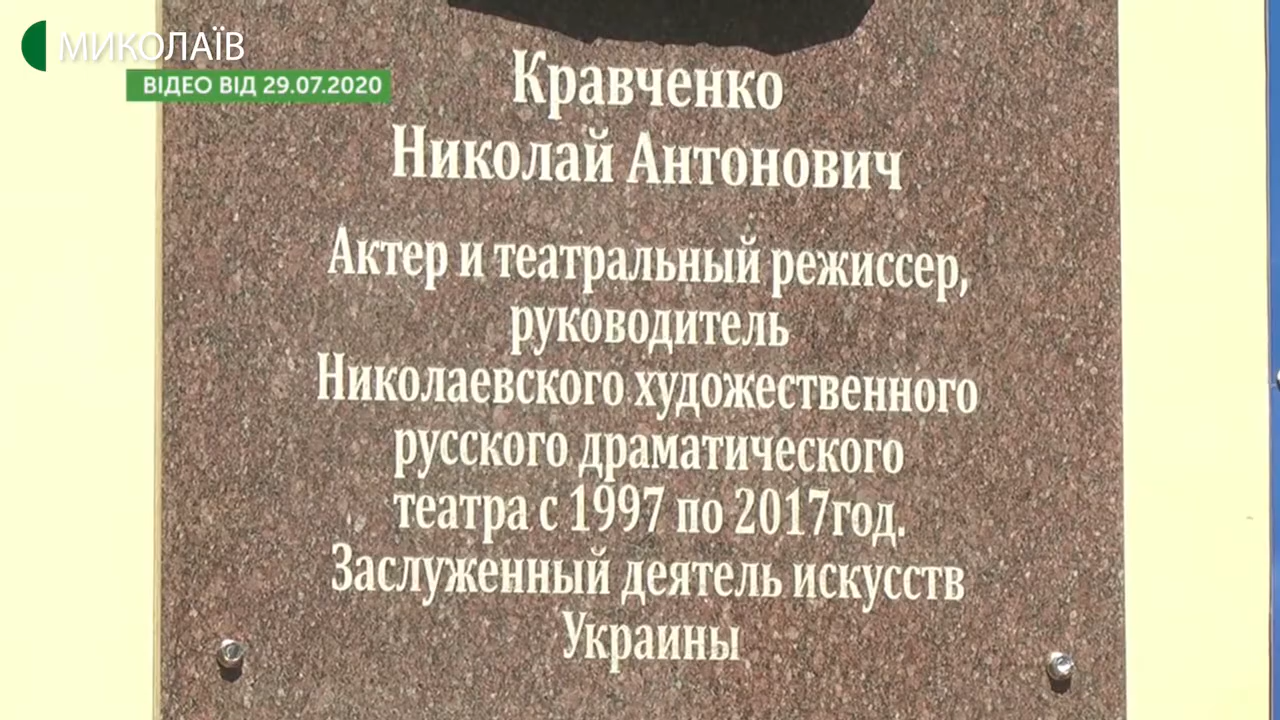 МИКОЛАЇВ
ВІДЕО ВІД 29.07.2020
Кравченко
Николай Антонович
Актер и театральный режиссер,
руководитель
Николаевского художественного
русского драматического
театра с 1997 по 2017год.
Заслуженный деятель искусств
Украины